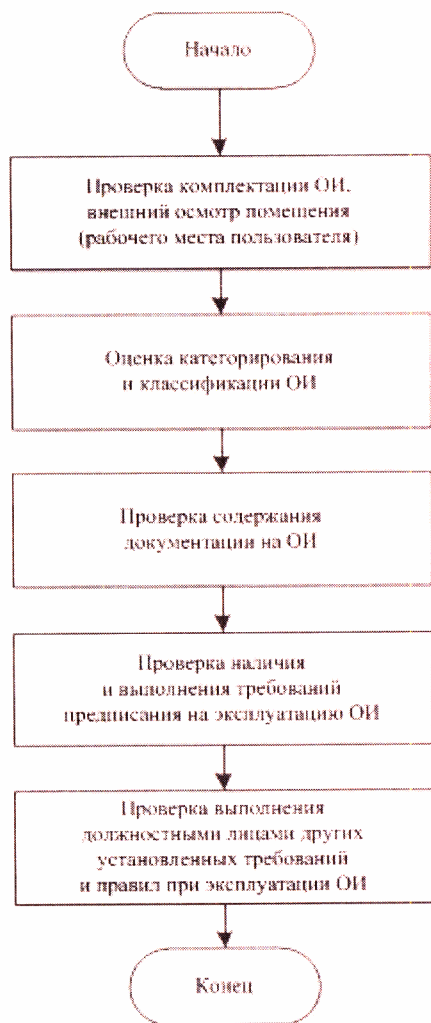 Начало
Проверка комплектации ОИ,
внешний осмотр помещения
(рабочего места пользователя)
Оценка категорирования
и классификации ОИ
Проверка содержания
документации на ОИ
Проверка наличия
и выполнения требований
предписания на эксплуатацию ОИ
Проверка выполнения
должностными лицами других
установленных требований
и правил при эксплуатации ОИ
Конец